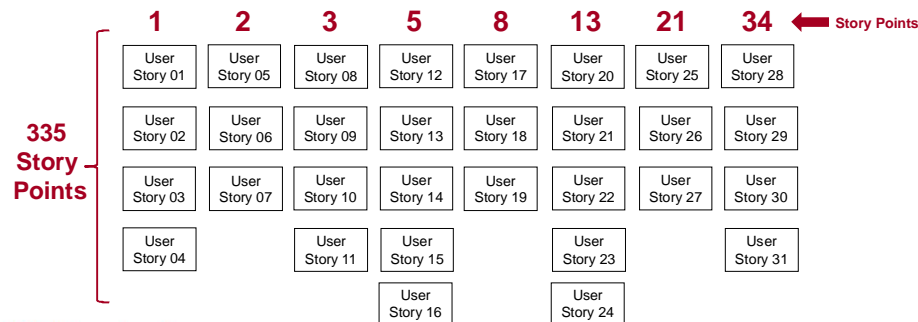 1 2 3 5 8 13 21 34 Story Points
User User User User User User User User
Story 01 Story 05 Story 08 Story 12 Story 17 Story 20 Story 25 Story 28
User User User User User User User User
Story 02 Story 06 Story 09 Story 13 Story 18 Story 21 Story 26 Story 29
335
Story
Points
User User User User User User User User
Story 03 Story 07 Story 10 Story 14 Story 19 Story 22 Story 27 Story 30
User User User User User
Story 04 Story 11 Story 15 Story 23 Story 31
User User
Story 16 Story 24